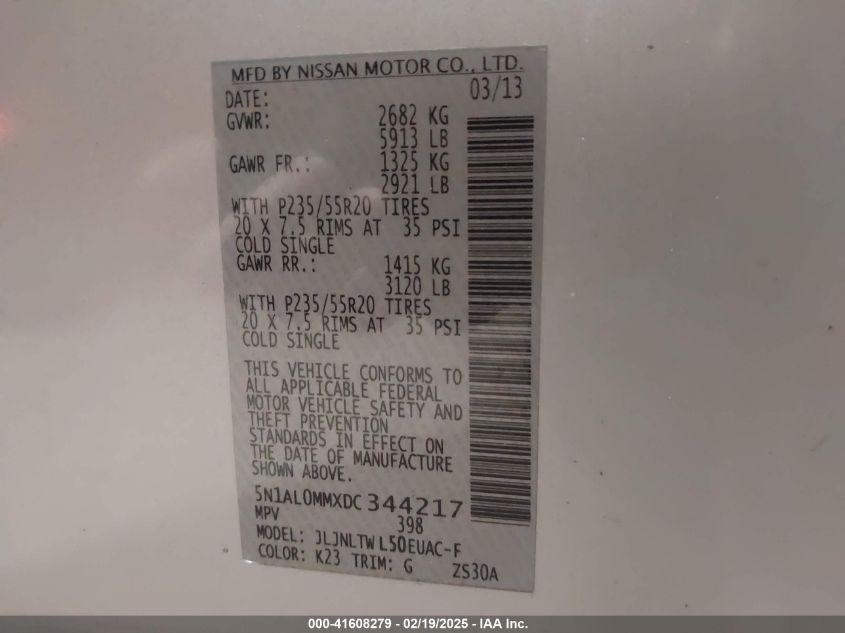 MFD BY NISSAN MOTOR CO., LTD.
DATE: 03/13
GVWR: 2682 KG
5913 LB
GAWR FR.: 1325 KG
2921 LB
WITH P235/55R20 TIRES
20 X 7.5 RIMS AT 35 PSI
COLD SINGLE
GAWR RR.: 1415 KG
3120 LB
WITH P235/55R20 TIRES
20 X 7.5 RIMS AT 35 PSI
COLD SINGLE
THIS VEHICLE CONFORMS TO
ALL APPLICABLE FEDERAL
MOTOR VEHICLE SAFETY AND
THEFT PREVENTION
STANDARDS IN EFFECT ON
THE DATE OF MANUFACTURE
SHOWN ABOVE.
5N1AL0MMXDC344217
MPV 398
MODEL: JLJNLTWL50EUAC-F
COLOR: K23 TRIM: G ZS30A
000-41608279 - 02/19/2025 - IAA Inc.